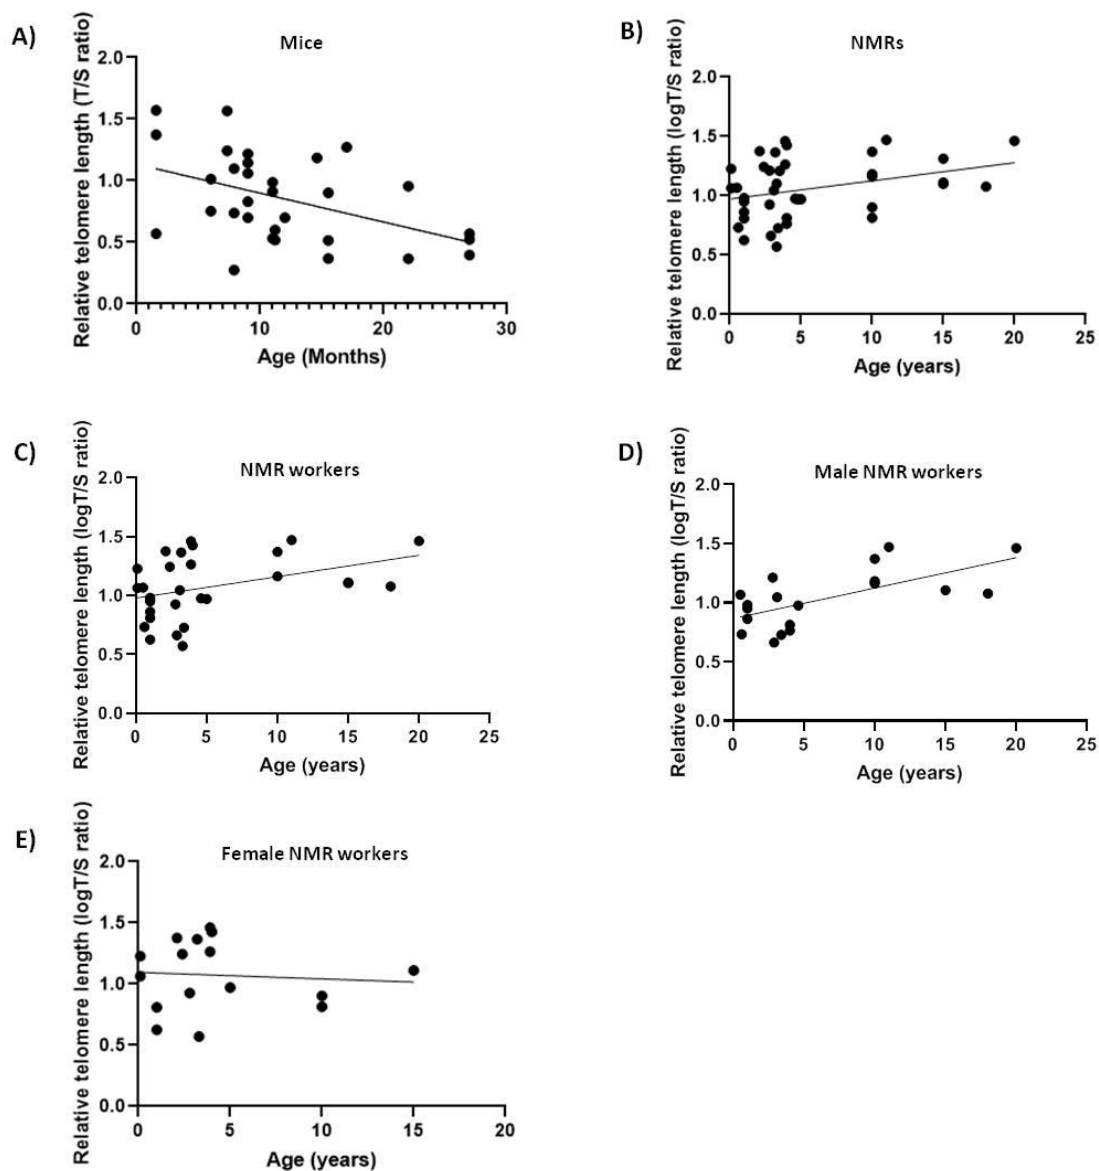 A)
Mice
Relative telomere length (T/S ratio)
2.0
1.5
1.0
0.5
0.0
0 10 20 30
Age (Months)
B)
NMRs
Relative telomere length (logT/S ratio)
2.0
1.5
1.0
0.5
0.0
0 5 10 15 20 25
Age (years)
C)
NMR workers
Relative telomere length (logT/S ratio)
2.0
1.5
1.0
0.5
0.0
0 5 10 15 20 25
Age (years)
D)
Male NMR workers
Relative telomere length (logT/S ratio)
2.0
1.5
1.0
0.5
0.0
0 5 10 15 20 25
Age (years)
E)
Female NMR workers
Relative telomere length (logT/S ratio)
2.0
1.5
1.0
0.5
0.0
0 5 10 15 20
Age (years)